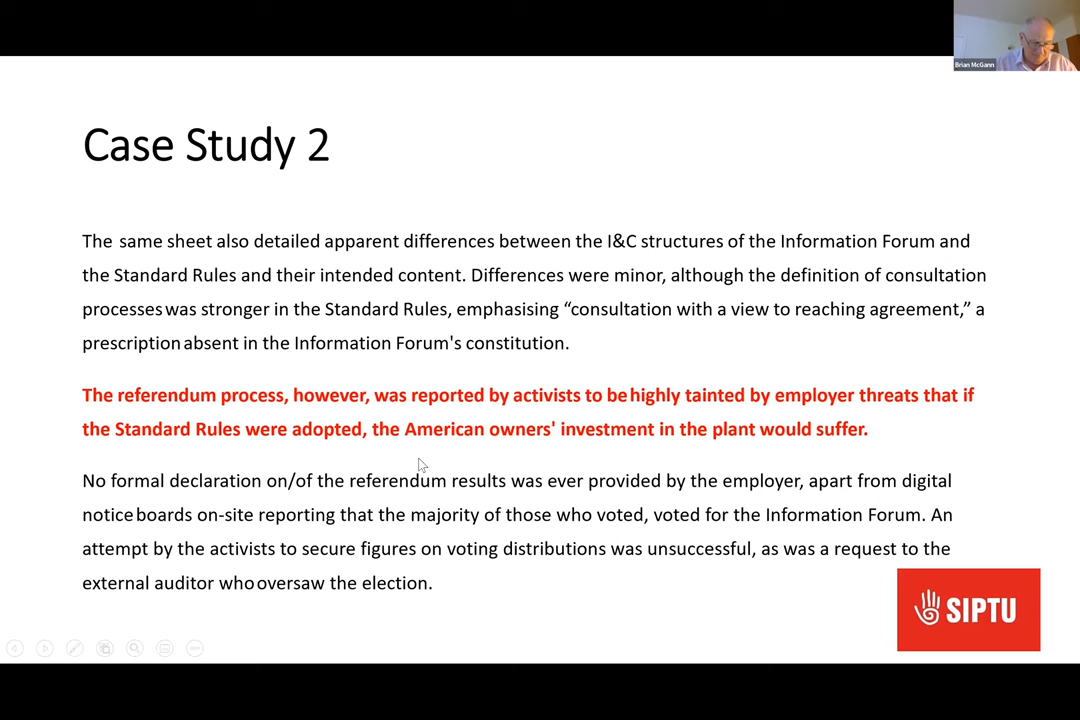 Brian McGann
Case Study 2
The same sheet also detailed apparent differences between the I&C structures of the Information Forum and
the Standard Rules and their intended content. Differences were minor, although the definition of consultation
processes was stronger in the Standard Rules, emphasising “consultation with a view to reaching agreement,” a
prescription absent in the Information Forum's constitution.
The referendum process, however, was reported by activists to be highly tainted by employer threats that if
the Standard Rules were adopted, the American owners' investment in the plant would suffer.
No formal declaration on/of the referendum results was ever provided by the employer, apart from digital
notice boards on-site reporting that the majority of those who voted, voted for the Information Forum. An
attempt by the activists to secure figures on voting distributions was unsuccessful, as was a request to the
external auditor who oversaw the election.
SIPTU